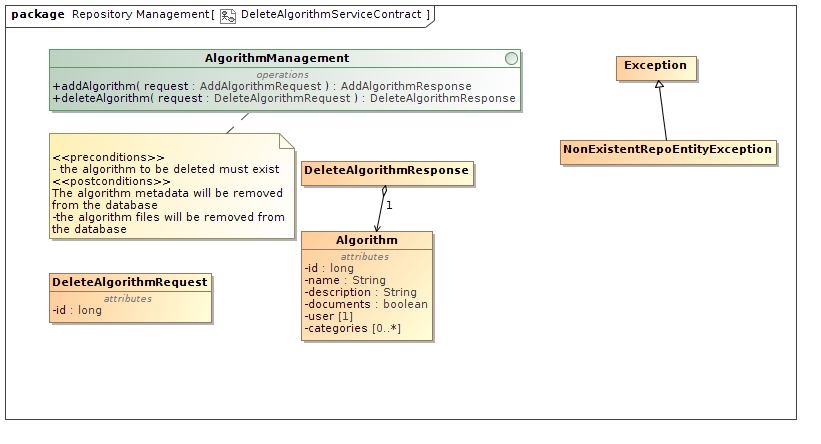 package Repository Management[ DeleteAlgorithmServiceContract ]
AlgorithmManagement
operations
+addAlgorithm( request : AddAlgorithmRequest ) : AddAlgorithmResponse
+deleteAlgorithm( request : DeleteAlgorithmRequest ) : DeleteAlgorithmResponse
<<preconditions>>
- the algorithm to be deleted must exist
<<postconditions>>
The algorithm metadata will be removed
from the database
-the algorithm files will be removed from
the database
DeleteAlgorithmRequest
attributes
-id : long
DeleteAlgorithmResponse
1
Algorithm
attributes
-id : long
-name : String
-description : String
-documents : boolean
-user [1]
-categories [0..*]
Exception
NonExistentRepoEntityException